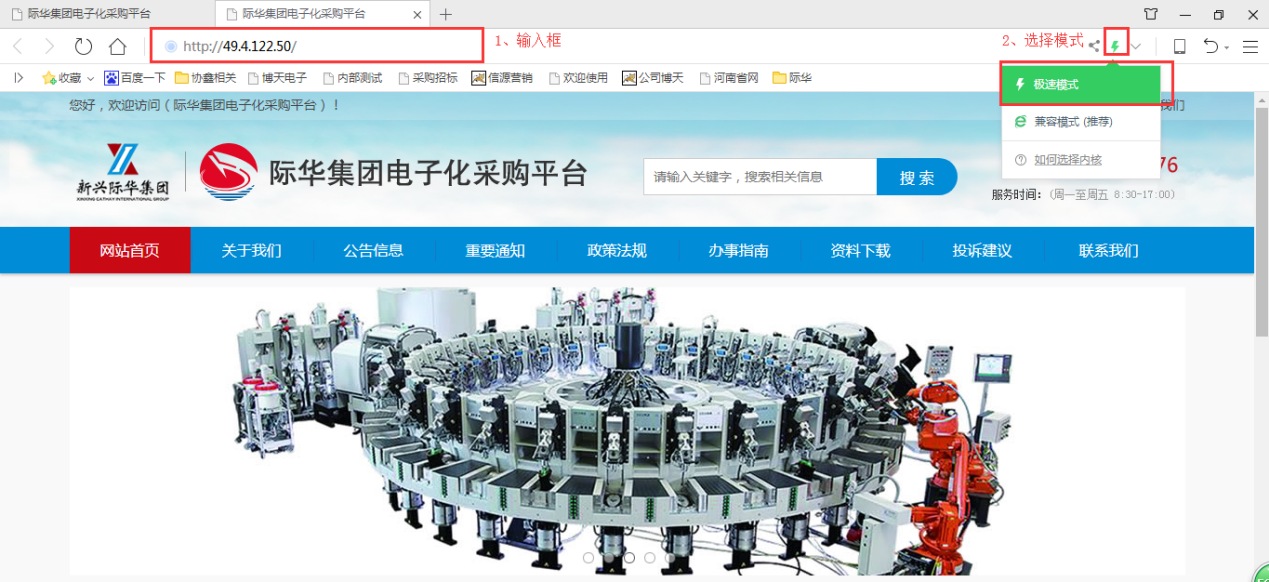 际华集团电子化采购平台
际华集团电子化采购平台
http://49.4.122.50/
1、输入框
2、选择模式
收藏
百度一下
协鑫相关
博天电子
内部测试
采购招标
信源营销
欢迎使用
公司博天
河南省网
际华
极速模式
兼容模式 (推荐)
如何选择内核
您好，欢迎访问（际华集团电子化采购平台）！
我们
新兴际华集团
XINXING CATHAY INTERNATIONAL GROUP
际华集团电子化采购平台
请输入关键字，搜索相关信息
搜 索
76
服务时间：（周一至周五 8:30-17:00）
网站首页
关于我们
公告信息
重要通知
政策法规
办事指南
资料下载
投诉建议
联系我们